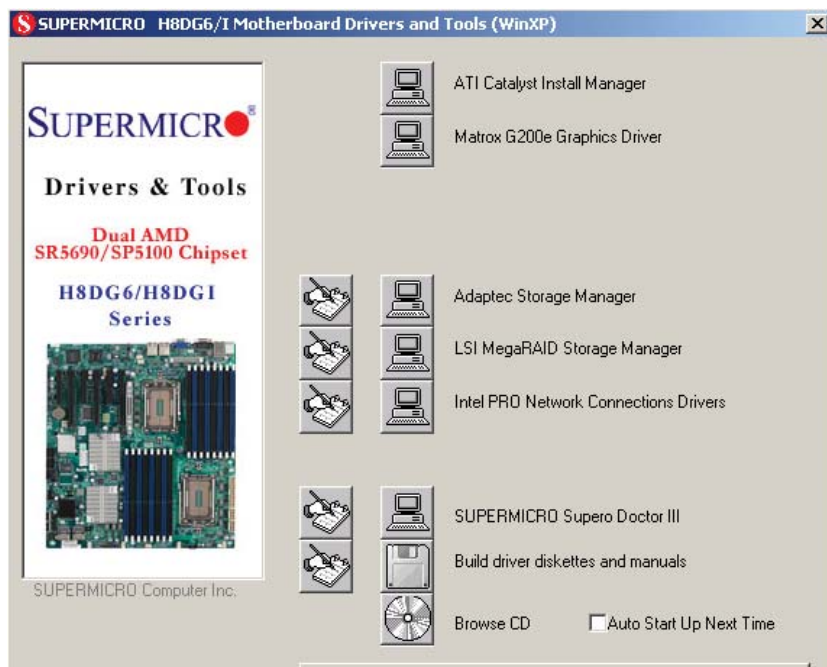 SUPERMICRO H8DG6/I Motherboard Drivers and Tools (WinXP)
SUPERMICRO®
Drivers & Tools
Dual AMD
SR5690/SP5100 Chipset
H8DG6/H8DGI
Series
SUPERMICRO Computer Inc.
ATI Catalyst Install Manager
Matrox G200e Graphics Driver
Adaptec Storage Manager
LSI MegaRAID Storage Manager
Intel PRO Network Connections Drivers
SUPERMICRO Supero Doctor III
Build driver diskettes and manuals
Browse CD
Auto Start Up Next Time